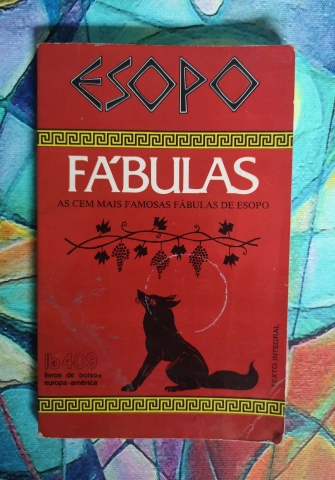 ESOPO
FÁBULAS
AS CEM MAIS FAMOSAS FÁBULAS DE ESOPO
lb 409
livros de bolso
europa-américa
TEXTO INTEGRAL